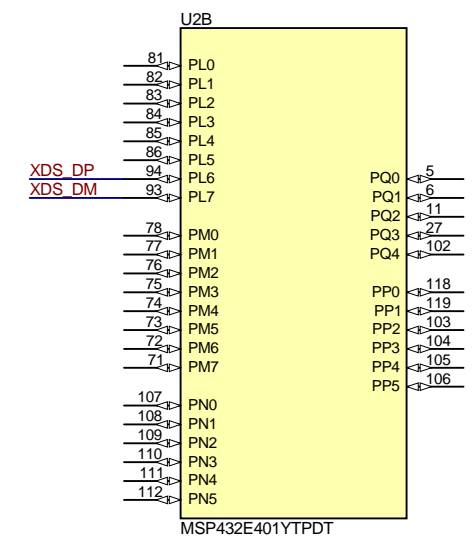 U2B
81 PL0
82 PL1
83 PL2
84 PL3
85 PL4
86 PL5
XDS_DP 94 PL6 PQ0 5
XDS_DM 93 PL7 PQ1 6
PQ2 11
78 PM0 PQ3 27
77 PM1 PQ4 102
76 PM2
75 PM3 PP0 118
74 PM4 PP1 119
73 PM5 PP2 103
72 PM6 PP3 104
71 PM7 PP4 105
PP5 106
107 PN0
108 PN1
109 PN2
110 PN3
111 PN4
112 PN5
MSP432E401YTPDT